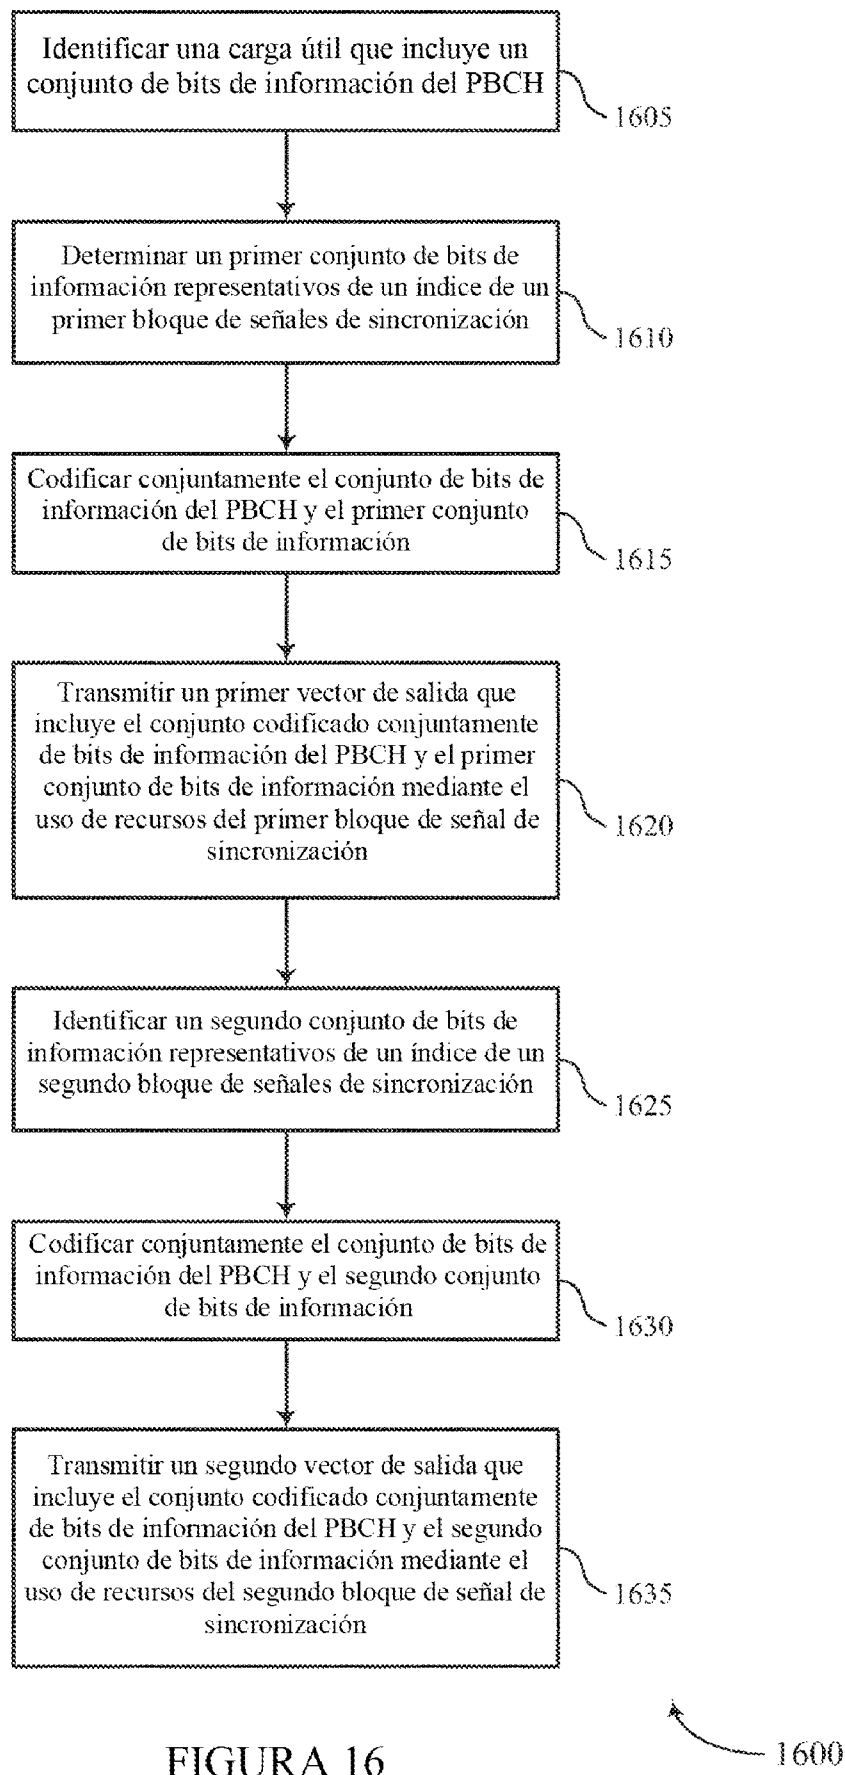 Identificar una carga útil que incluye un
conjunto de bits de información del PBCH
1605
Determinar un primer conjunto de bits de
información representativos de un índice de un
primer bloque de señales de sincronización
1610
Codificar conjuntamente el conjunto de bits de
información del PBCH y el primer conjunto
de bits de información
1615
Transmitir un primer vector de salida que
incluye el conjunto codificado conjuntamente
de bits de información del PBCH y el primer
conjunto de bits de información mediante el
uso de recursos del primer bloque de señal de
sincronización
1620
Identificar un segundo conjunto de bits de
información representativos de un índice de un
segundo bloque de señales de sincronización
1625
Codificar conjuntamente el conjunto de bits de
información del PBCH y el segundo conjunto
de bits de información
1630
Transmitir un segundo vector de salida que
incluye el conjunto codificado conjuntamente
de bits de información del PBCH y el segundo
conjunto de bits de información mediante el
uso de recursos del segundo bloque de señal de
sincronización
1635
1600
FIGURA 16